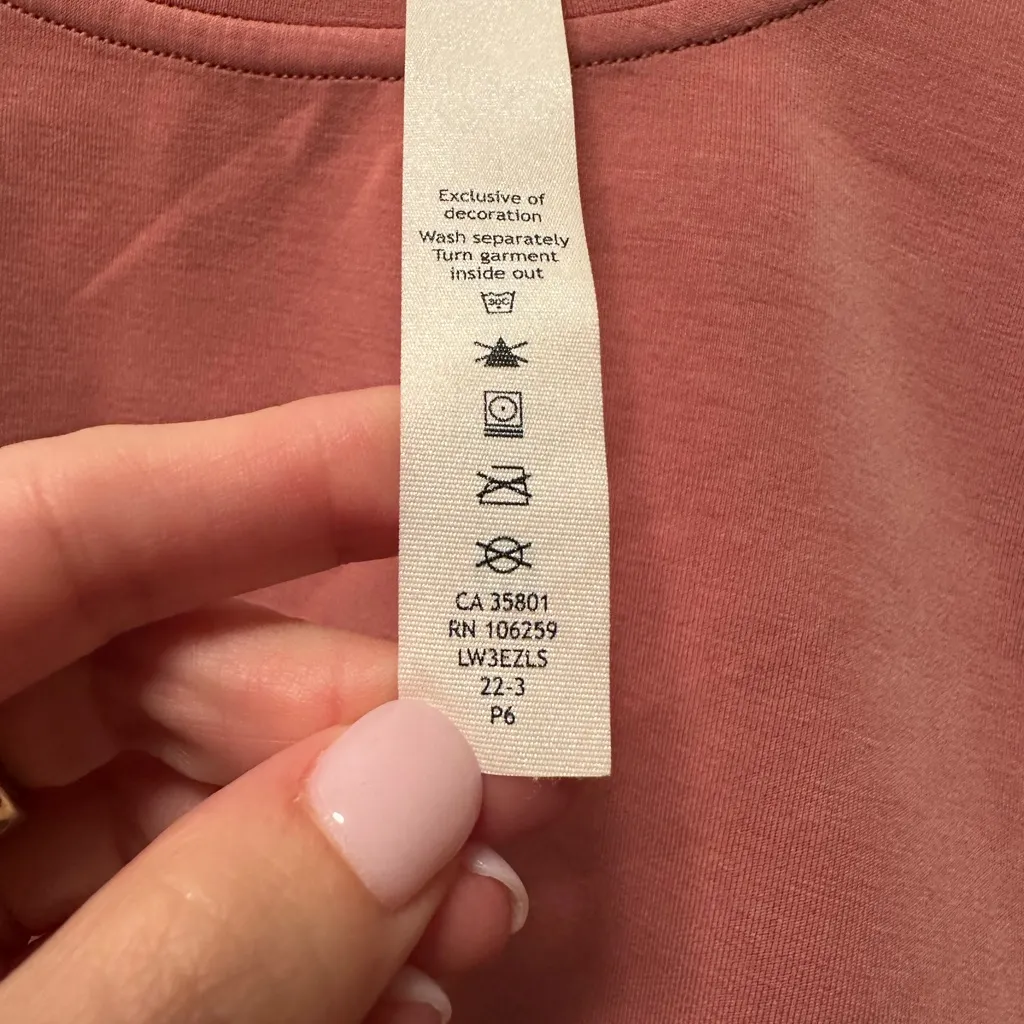 Exclusive of
decoration
Wash separately
Turn garment
inside out
30C
CA 35801
RN 106259
LW3EZLS
22-3
P6